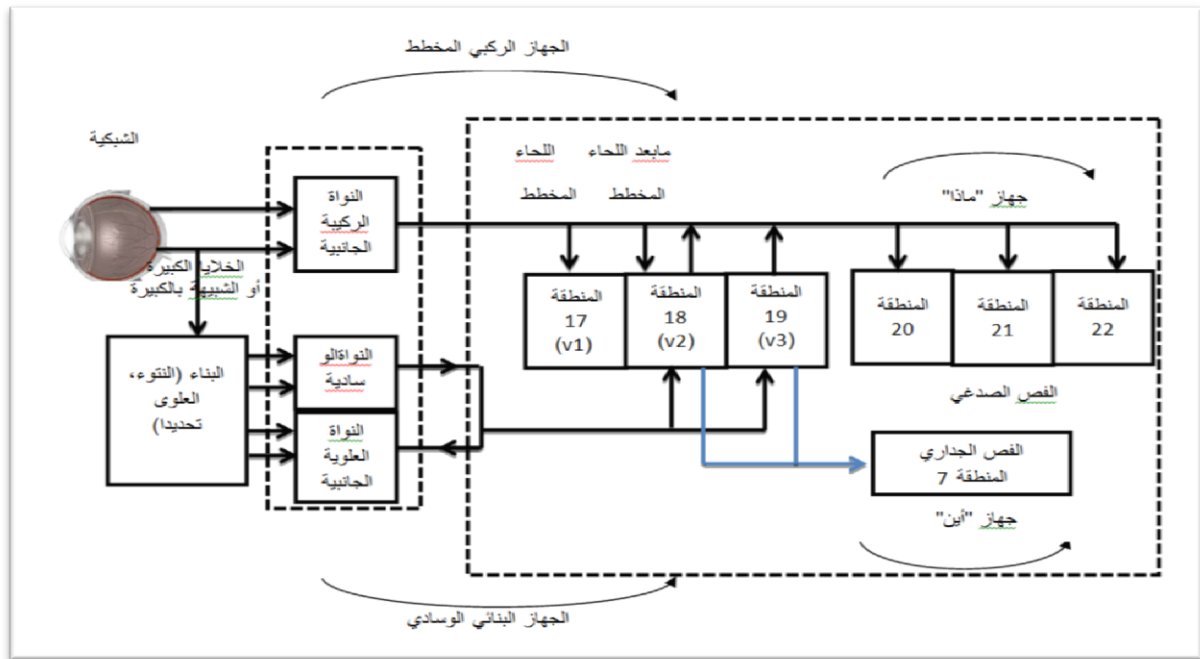 الجهاز الركبي المخطط
الشبكية
اللحاء
المخطط
مابعد اللحاء
المخطط
جهاز "ماذا"
النواة
الركيبة
الجانبية
الخلايا الكبيرة
أو الشبيهة بالكبيرة
المنطقة
17
(v1)
المنطقة
18
(v2)
المنطقة
19
(v3)
المنطقة
20
المنطقة
21
المنطقة
22
الفص الصدغي
البناء (النتوء،
العلوى
تحديدا)
النواةالو
سادية
النواة
العلوية
الجانبية
الفص الجداري
المنطقة 7
جهاز "أين"
الجهاز البنائي الوسادي